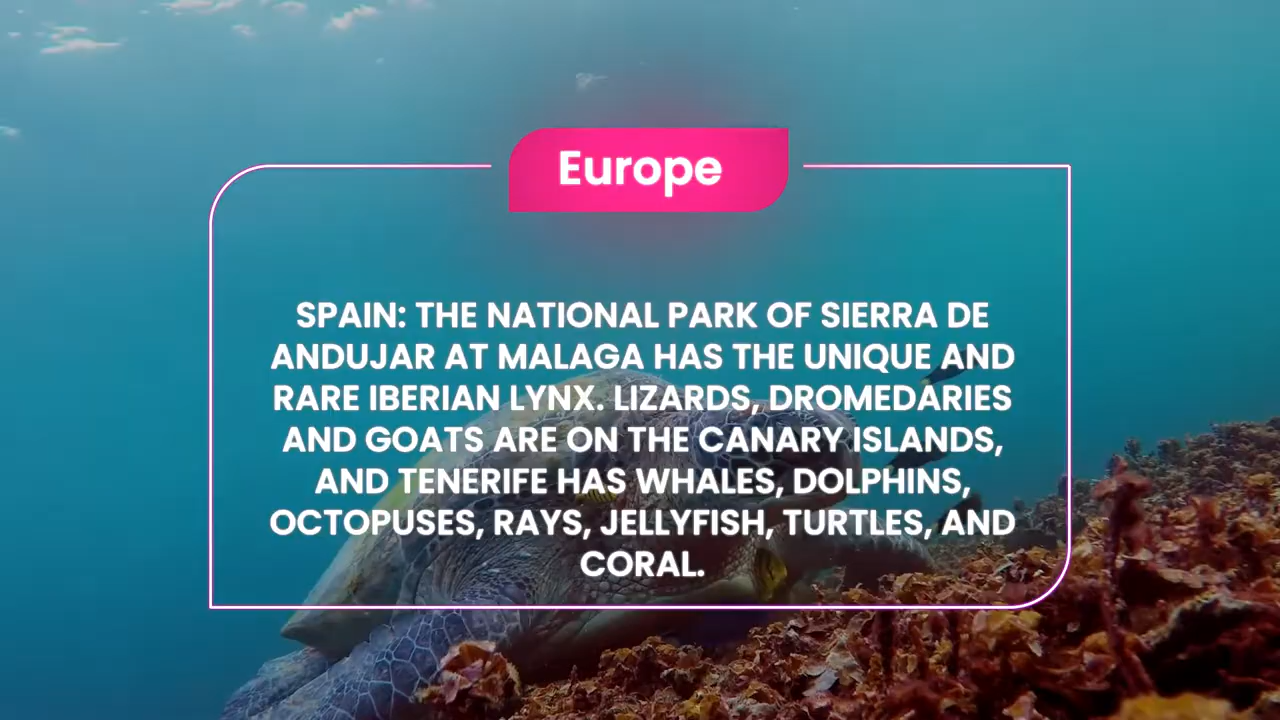 Europe
SPAIN: THE NATIONAL PARK OF SIERRA DE
ANDUJAR AT MALAGA HAS THE UNIQUE AND
RARE IBERIAN LYNX. LIZARDS, DROMEDARIES
AND GOATS ARE ON THE CANARY ISLANDS,
AND TENERIFE HAS WHALES, DOLPHINS,
OCTOPUSES, RAYS, JELLYFISH, TURTLES, AND
CORAL.